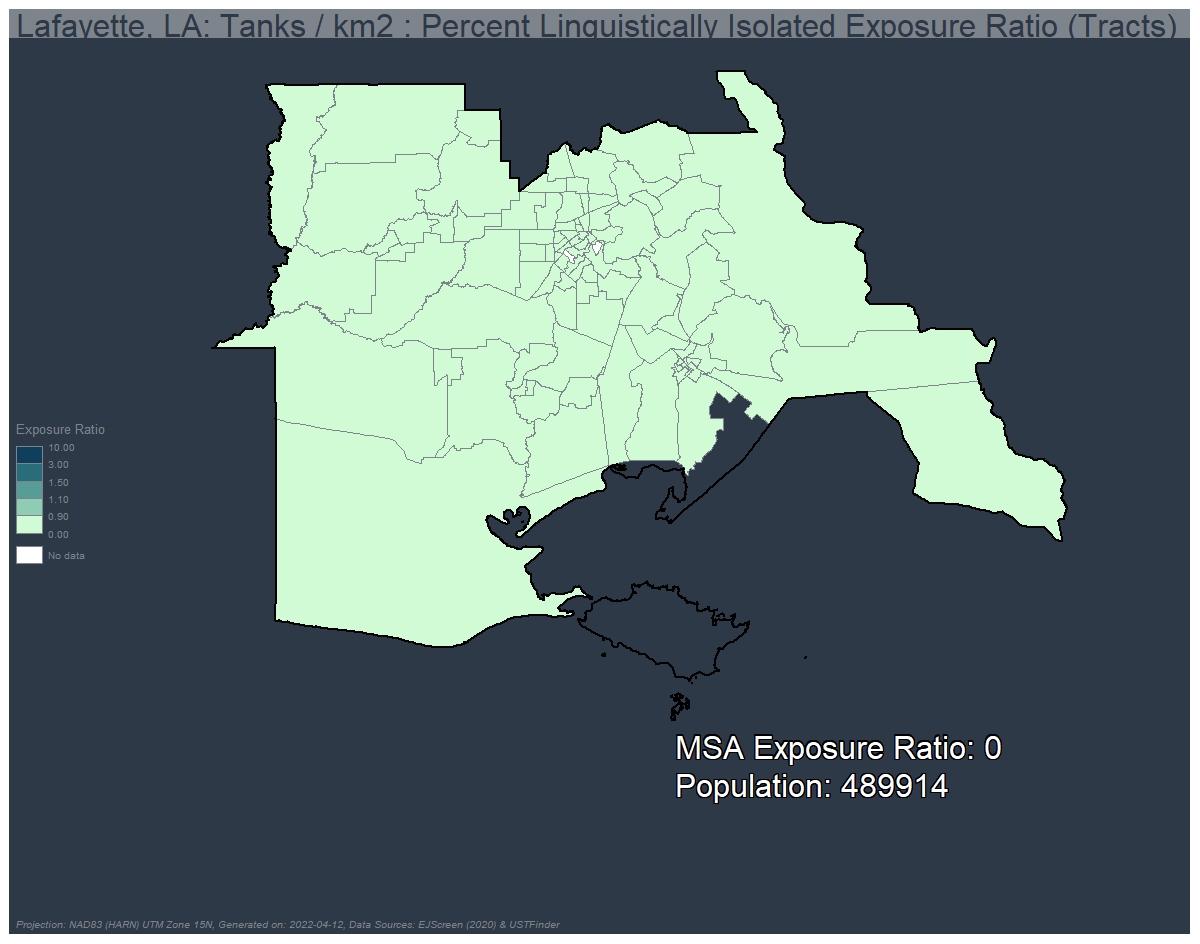 Lafayette, LA: Tanks / km2 : Percent Linguistically Isolated Exposure Ratio (Tracts)
Exposure Ratio
10.00
3.00
1.50
1.10
0.90
0.00
No data
MSA Exposure Ratio: 0
Population: 489914
Projection: NAD83 (HARN) UTM Zone 15N, Generated on: 2022-04-12, Data Sources: EJScreen (2020) & USTFinder